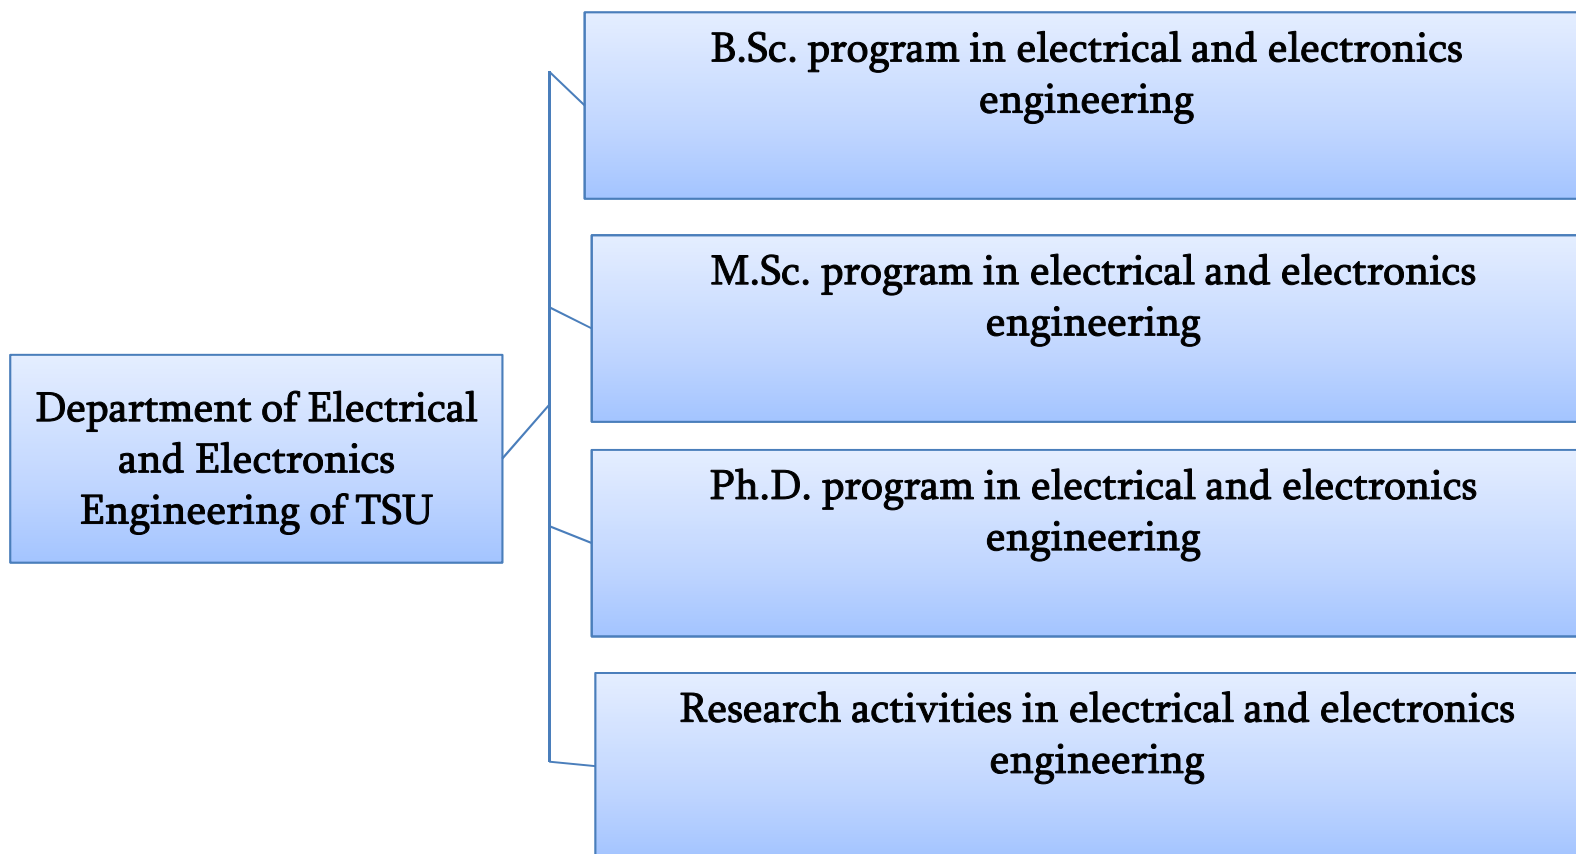 B.Sc. program in electrical and electronics
engineering
M.Sc. program in electrical and electronics
engineering
Department of Electrical
and Electronics
Engineering of TSU
Ph.D. program in electrical and electronics
engineering
Research activities in electrical and electronics
engineering